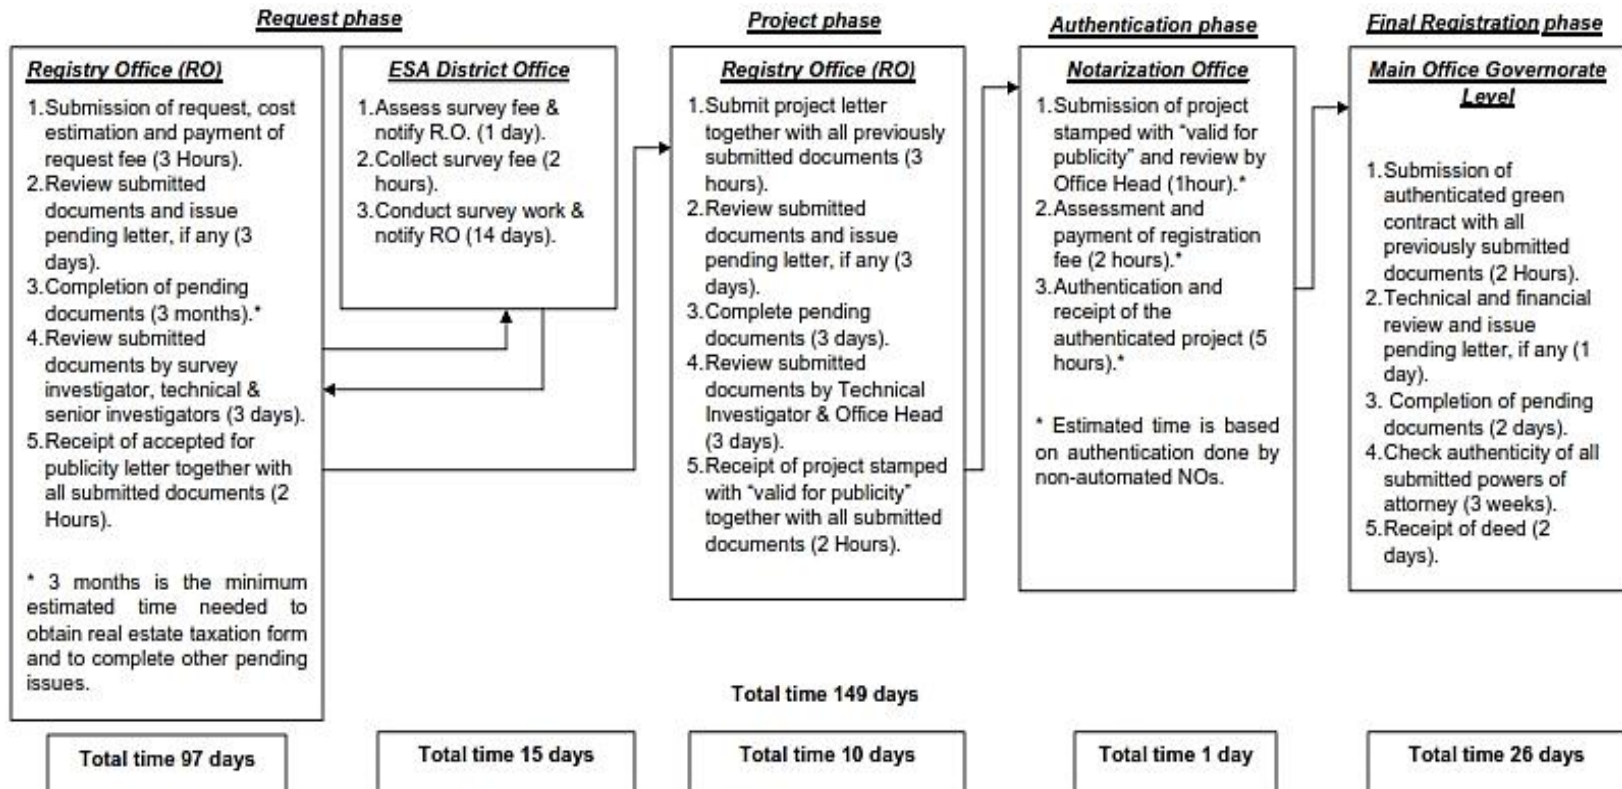 Request phase
Registry Office (RO)
1.Submission of request, cost
estimation and payment of
request fee (3 Hours).
2.Review submitted
documents and issue
pending letter, if any (3
days).
3.Completion of pending
documents (3 months).*
4.Review submitted
documents by survey
investigator, technical &
senior investigators (3 days).
5.Receipt of accepted for
publicity letter together with
all submitted documents (2
Hours).
* 3 months is the minimum
estimated time needed to
obtain real estate taxation form
and to complete other pending
issues.
ESA District Office
1.Assess survey fee &
notify R.O. (1 day).
2.Collect survey fee (2
hours).
3.Conduct survey work &
notify RO (14 days).
Project phase
Registry Office (RO)
1.Submit project letter
together with all previously
submitted documents (3
hours).
2.Review submitted
documents and issue
pending letter, if any (3
days).
3.Complete pending
documents (3 days).
4.Review submitted
documents by Technical
Investigator & Office Head
(3 days).
5.Receipt of project stamped
with “valid for publicity”
together with all submitted
documents (2 Hours).
Authentication phase
Notarization Office
1.Submission of project
stamped with “valid for
publicity” and review by
Office Head (1hour).*
2.Assessment and
payment of registration
fee (2 hours).*
3.Authentication and
receipt of the
authenticated project (5
hours).*
* Estimated time is based
on authentication done by
non-automated NOs.
Final Registration phase
Main Office Governorate
Level
1.Submission of
authenticated green
contract with all
previously submitted
documents (2 Hours).
2.Technical and financial
review and issue
pending letter, if any (1
day).
3. Completion of pending
documents (2 days).
4.Check authenticity of all
submitted powers of
attorney (3 weeks).
5.Receipt of deed (2
days).
Total time 149 days
Total time 97 days
Total time 15 days
Total time 10 days
Total time 1 day
Total time 26 days